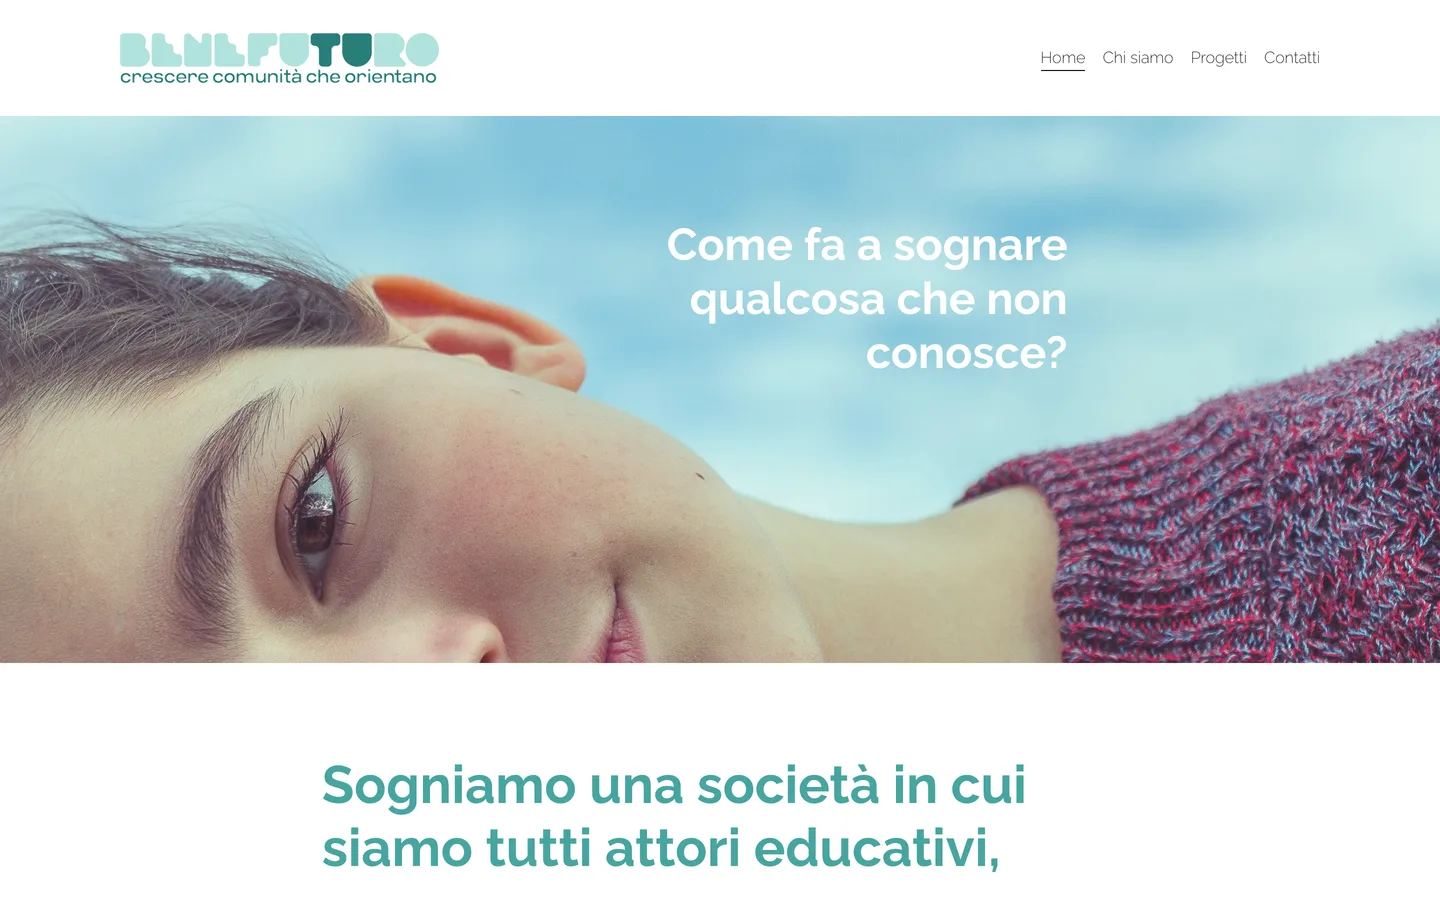 BENEFUTURO
crescere comunità che orientano
Home Chi siamo Progetti Contatti
Come fa a sognare
qualcosa che non
conosce?
Sogniamo una società in cui
siamo tutti attori educativi,